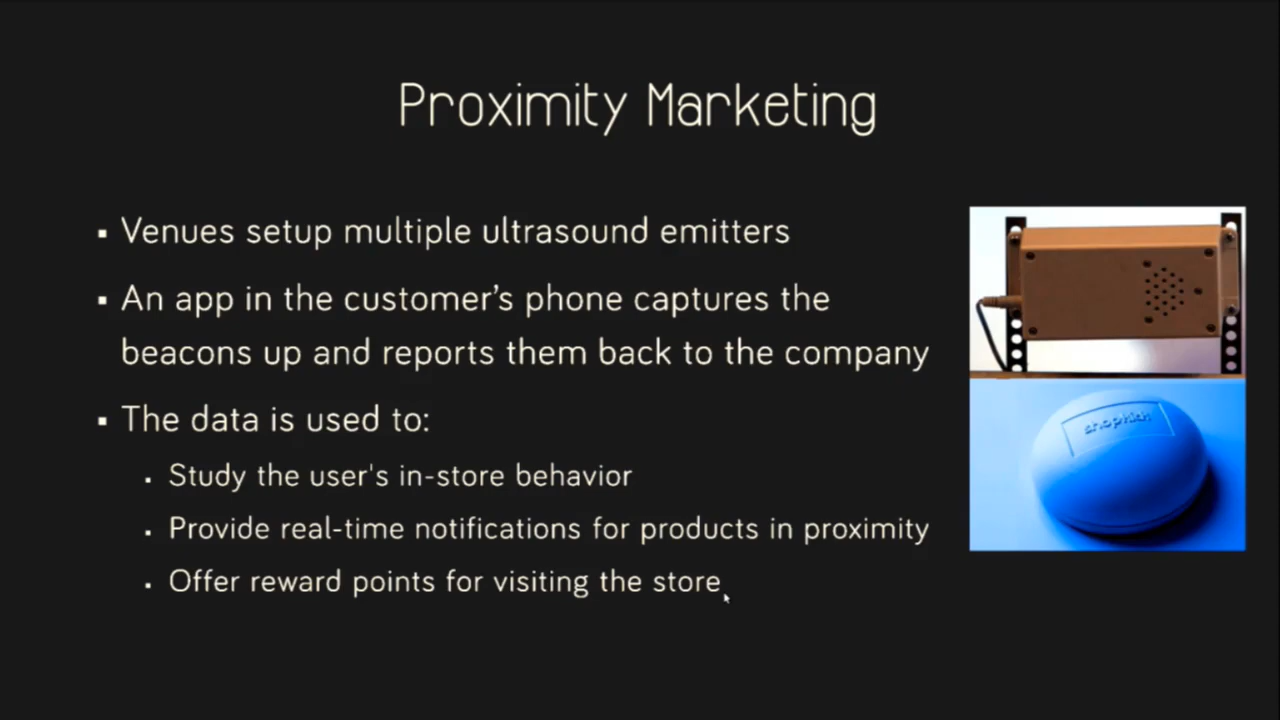 Proximity Marketing
▪ Venues setup multiple ultrasound emitters
▪ An app in the customer’s phone captures the
beacons up and reports them back to the company
▪ The data is used to:
▪ Study the user's in-store behavior
▪ Provide real-time notifications for products in proximity
▪ Offer reward points for visiting the store
shopkick